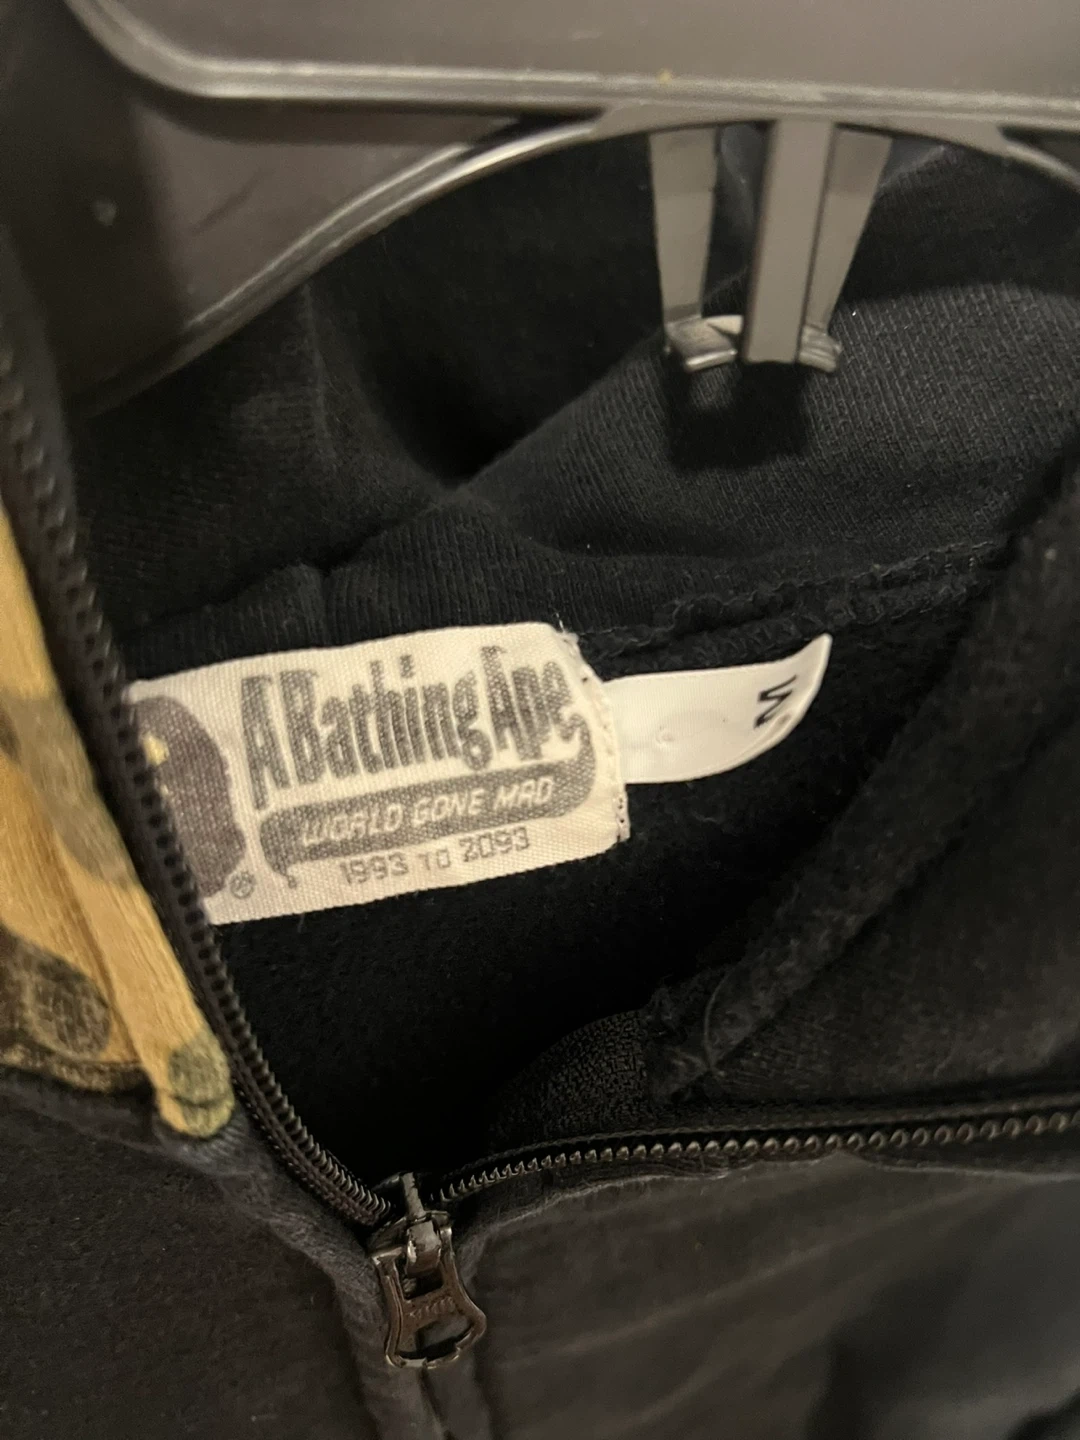 A Bathing Ape
WORLD GONE MAD
1993 TO 2093
®
M